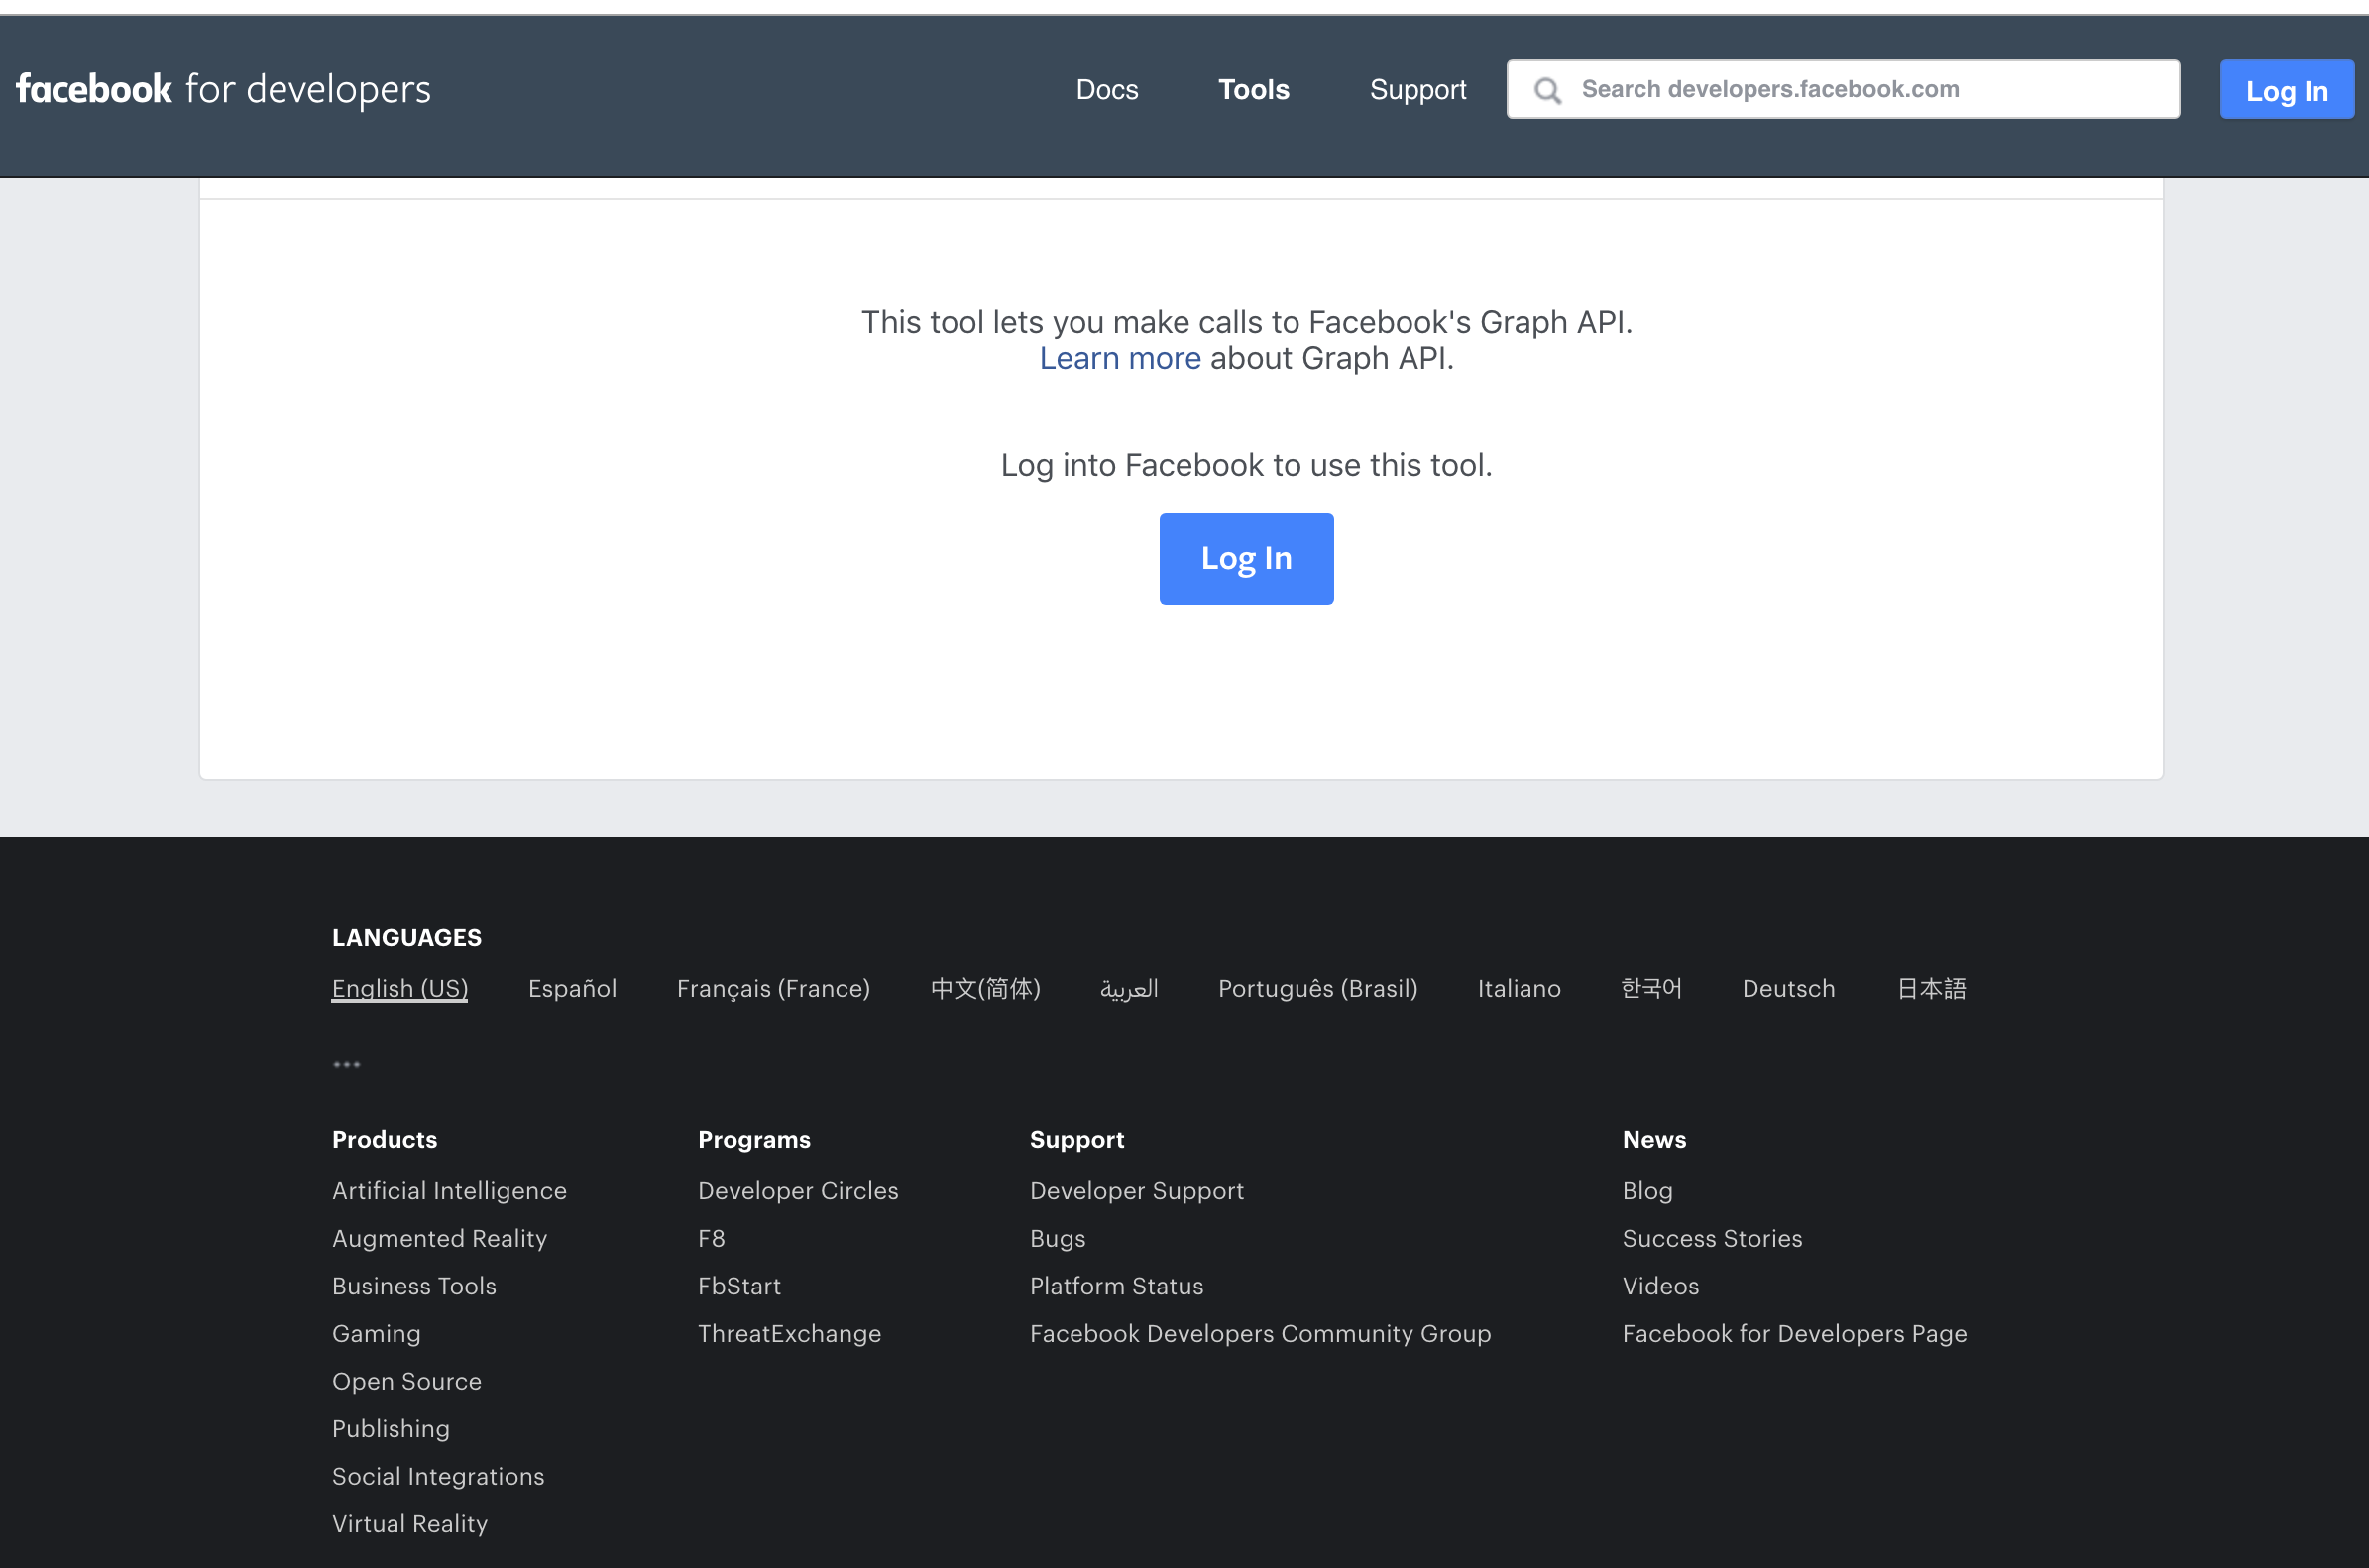 facebook for developers
Docs Tools Support Search developers.facebook.com Log In
This tool lets you make calls to Facebook's Graph API.
Learn more about Graph API.
Log into Facebook to use this tool.
Log In
LANGUAGES
English (US) Español Français (France) 中文(简体) العربية Português (Brasil) Italiano 한국어 Deutsch 日本語
...
Products
Artificial Intelligence
Augmented Reality
Business Tools
Gaming
Open Source
Publishing
Social Integrations
Virtual Reality
Programs
Developer Circles
F8
FbStart
ThreatExchange
Support
Developer Support
Bugs
Platform Status
Facebook Developers Community Group
News
Blog
Success Stories
Videos
Facebook for Developers Page